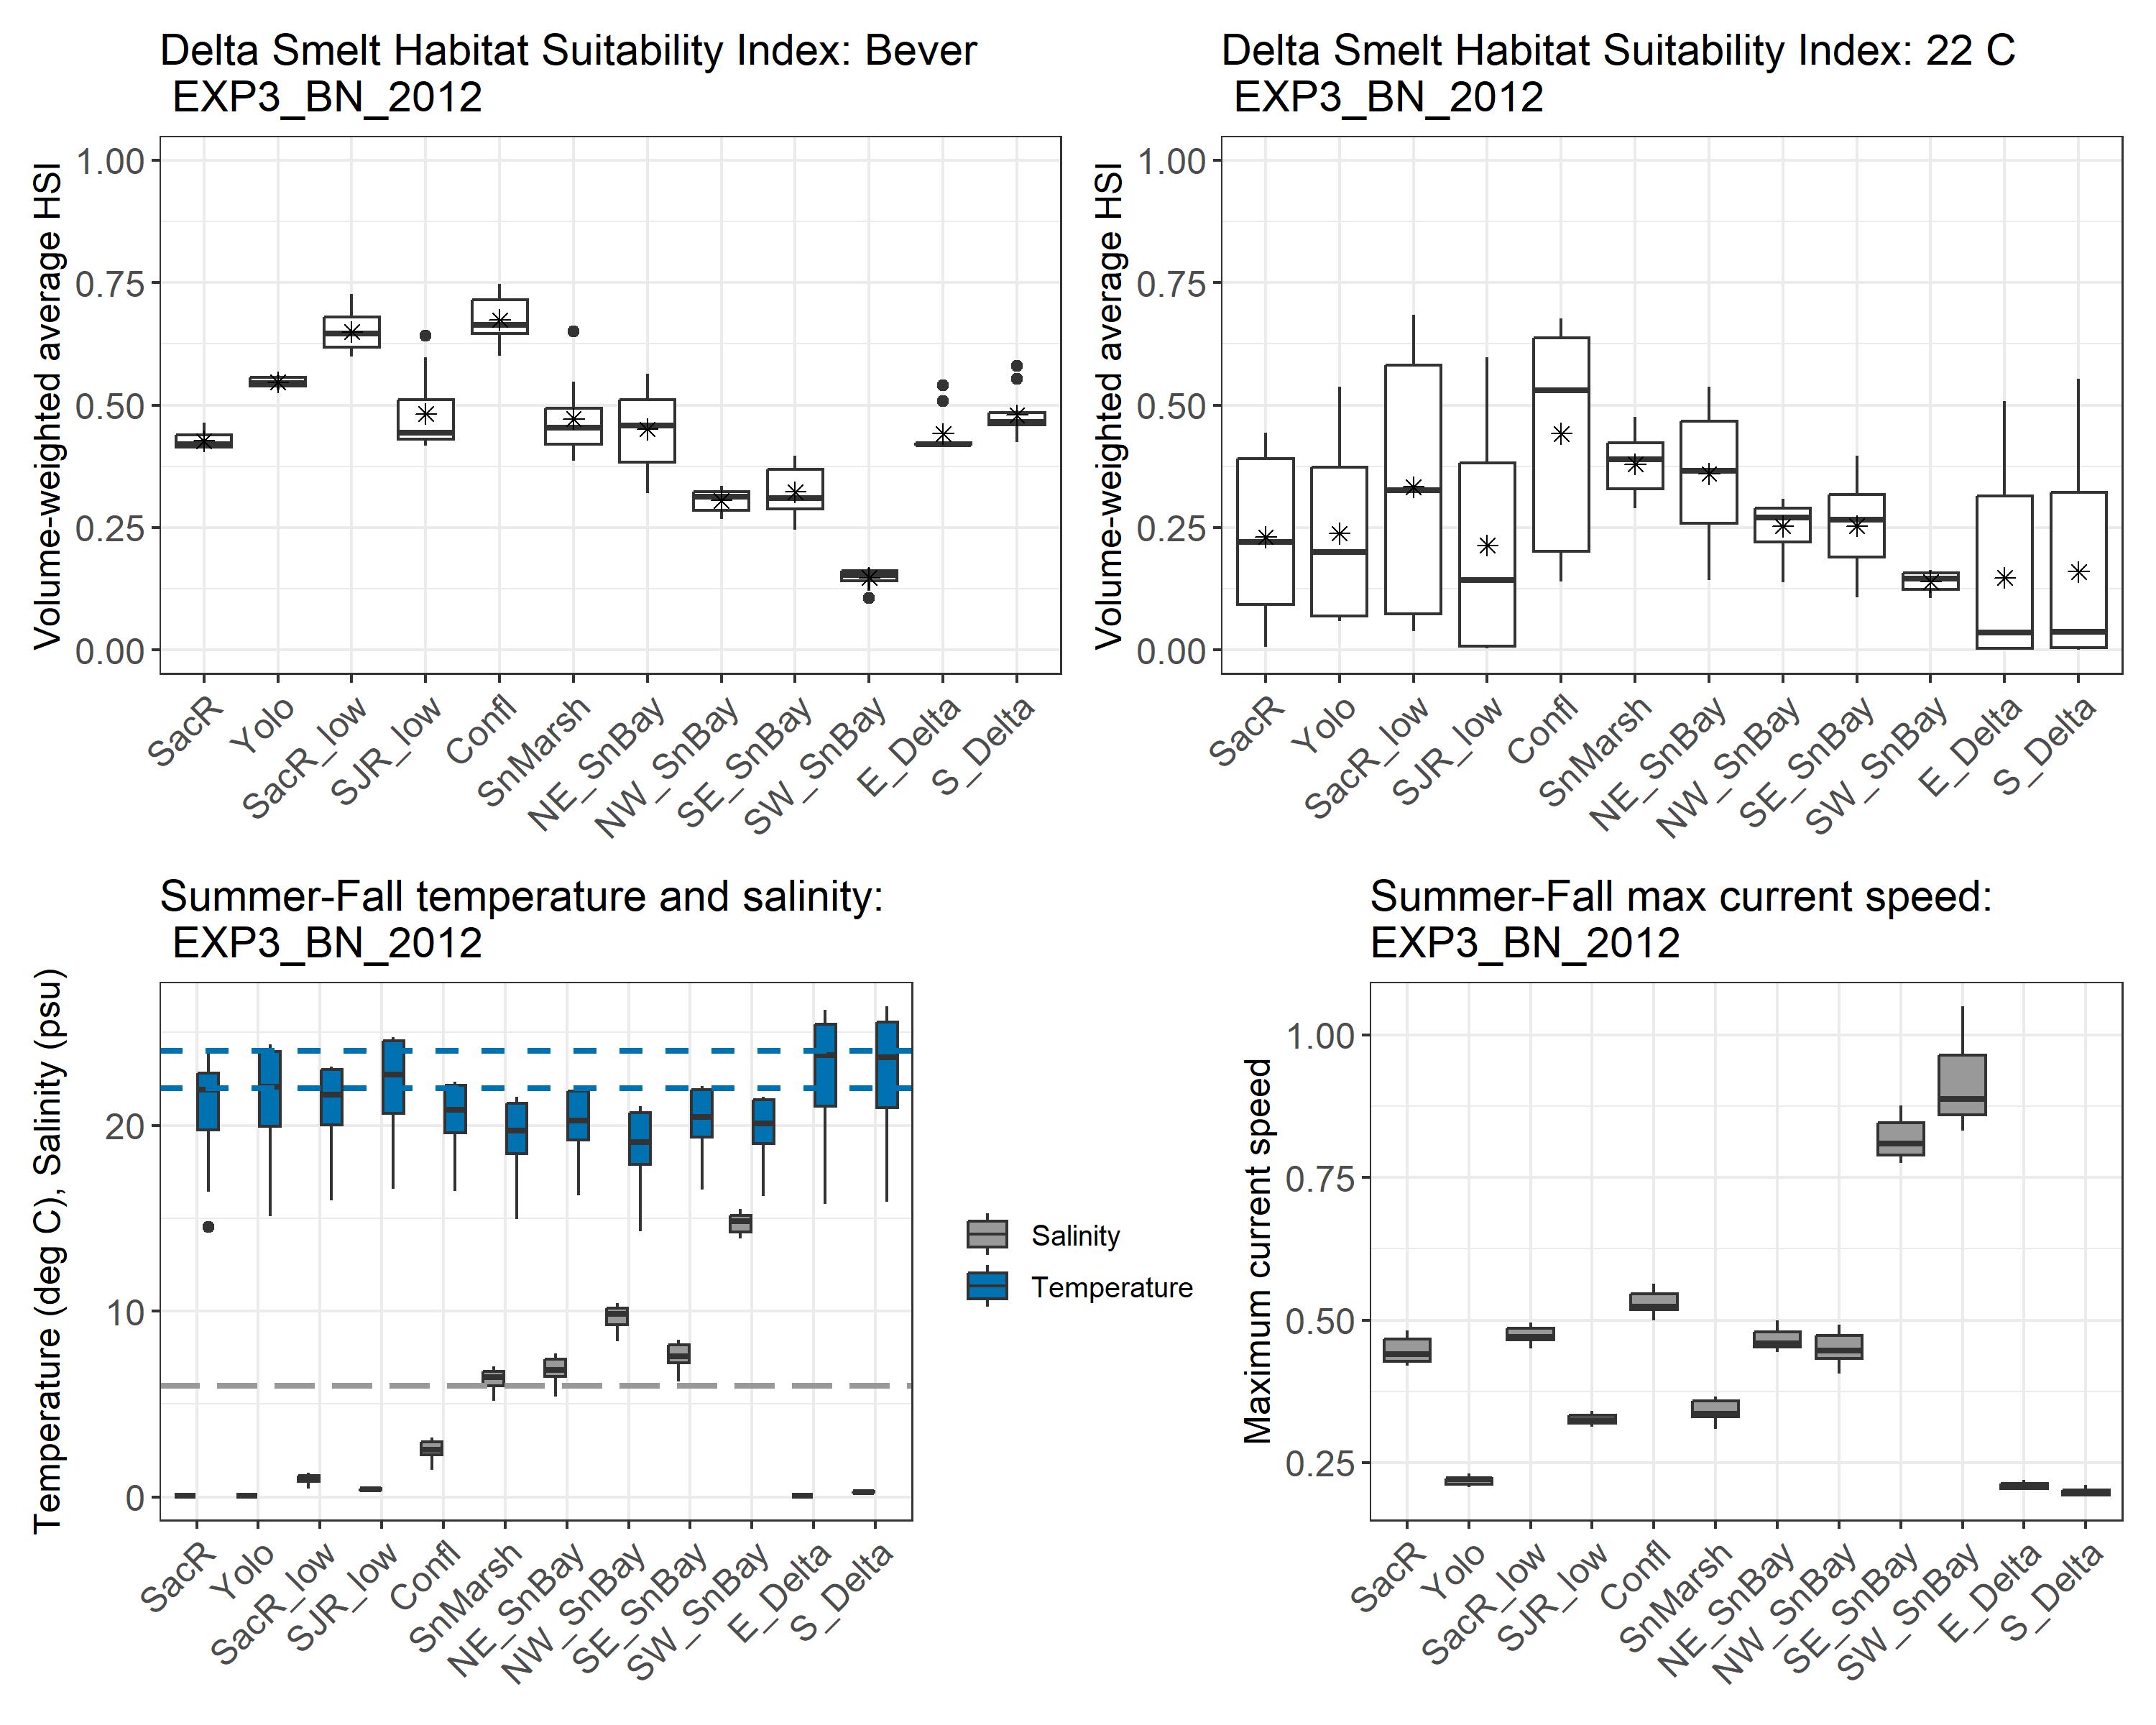 Delta Smelt Habitat Suitability Index: Bever
EXP3_BN_2012
Volume-weighted average HSI
1.00
0.75
0.50
0.25
0.00
SacR
Yolo
SacR_low
SJR_low
Confl
SnMarsh
NE_SnBay
NW_SnBay
SE_SnBay
SW_SnBay
E_Delta
S_Delta
Delta Smelt Habitat Suitability Index: 22 C
EXP3_BN_2012
Volume-weighted average HSI
1.00
0.75
0.50
0.25
0.00
SacR
Yolo
SacR_low
SJR_low
Confl
SnMarsh
NE_SnBay
NW_SnBay
SE_SnBay
SW_SnBay
E_Delta
S_Delta
Summer-Fall temperature and salinity:
EXP3_BN_2012
Temperature (deg C), Salinity (psu)
20
10
0
SacR
Yolo
SacR_low
SJR_low
Confl
SnMarsh
NE_SnBay
NW_SnBay
SE_SnBay
SW_SnBay
E_Delta
S_Delta
Salinity
Temperature
Summer-Fall max current speed:
EXP3_BN_2012
Maximum current speed
1.00
0.75
0.50
0.25
SacR
Yolo
SacR_low
SJR_low
Confl
SnMarsh
NE_SnBay
NW_SnBay
SE_SnBay
SW_SnBay
E_Delta
S_Delta